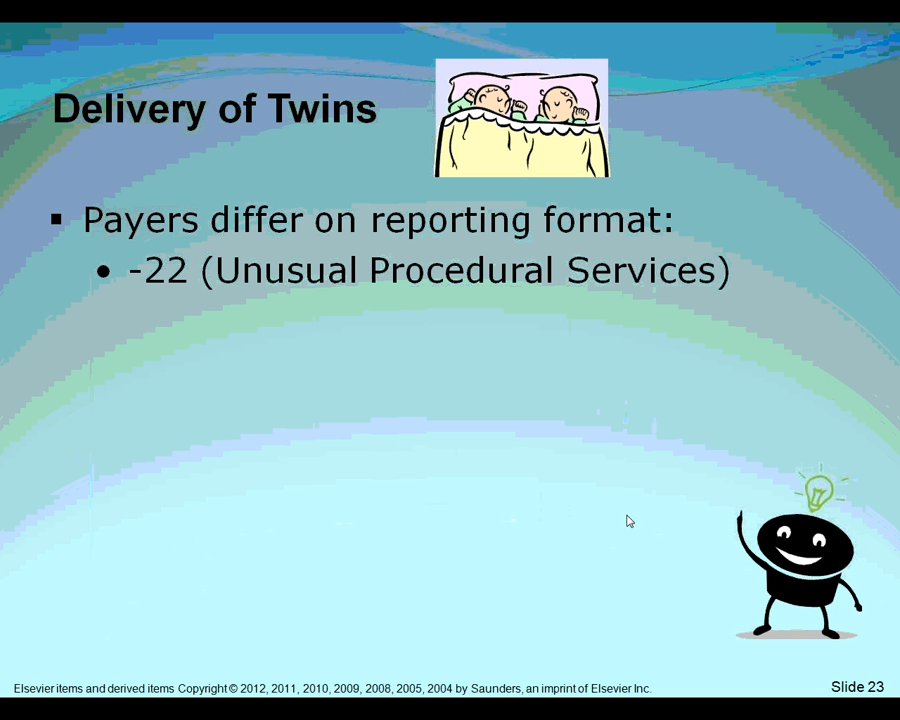 Delivery of Twins
▪ Payers differ on reporting format:
• -22 (Unusual Procedural Services)
Elsevier items and derived items Copyright © 2012, 2011, 2010, 2009, 2008, 2005, 2004 by Saunders, an imprint of Elsevier Inc.
Slide 23